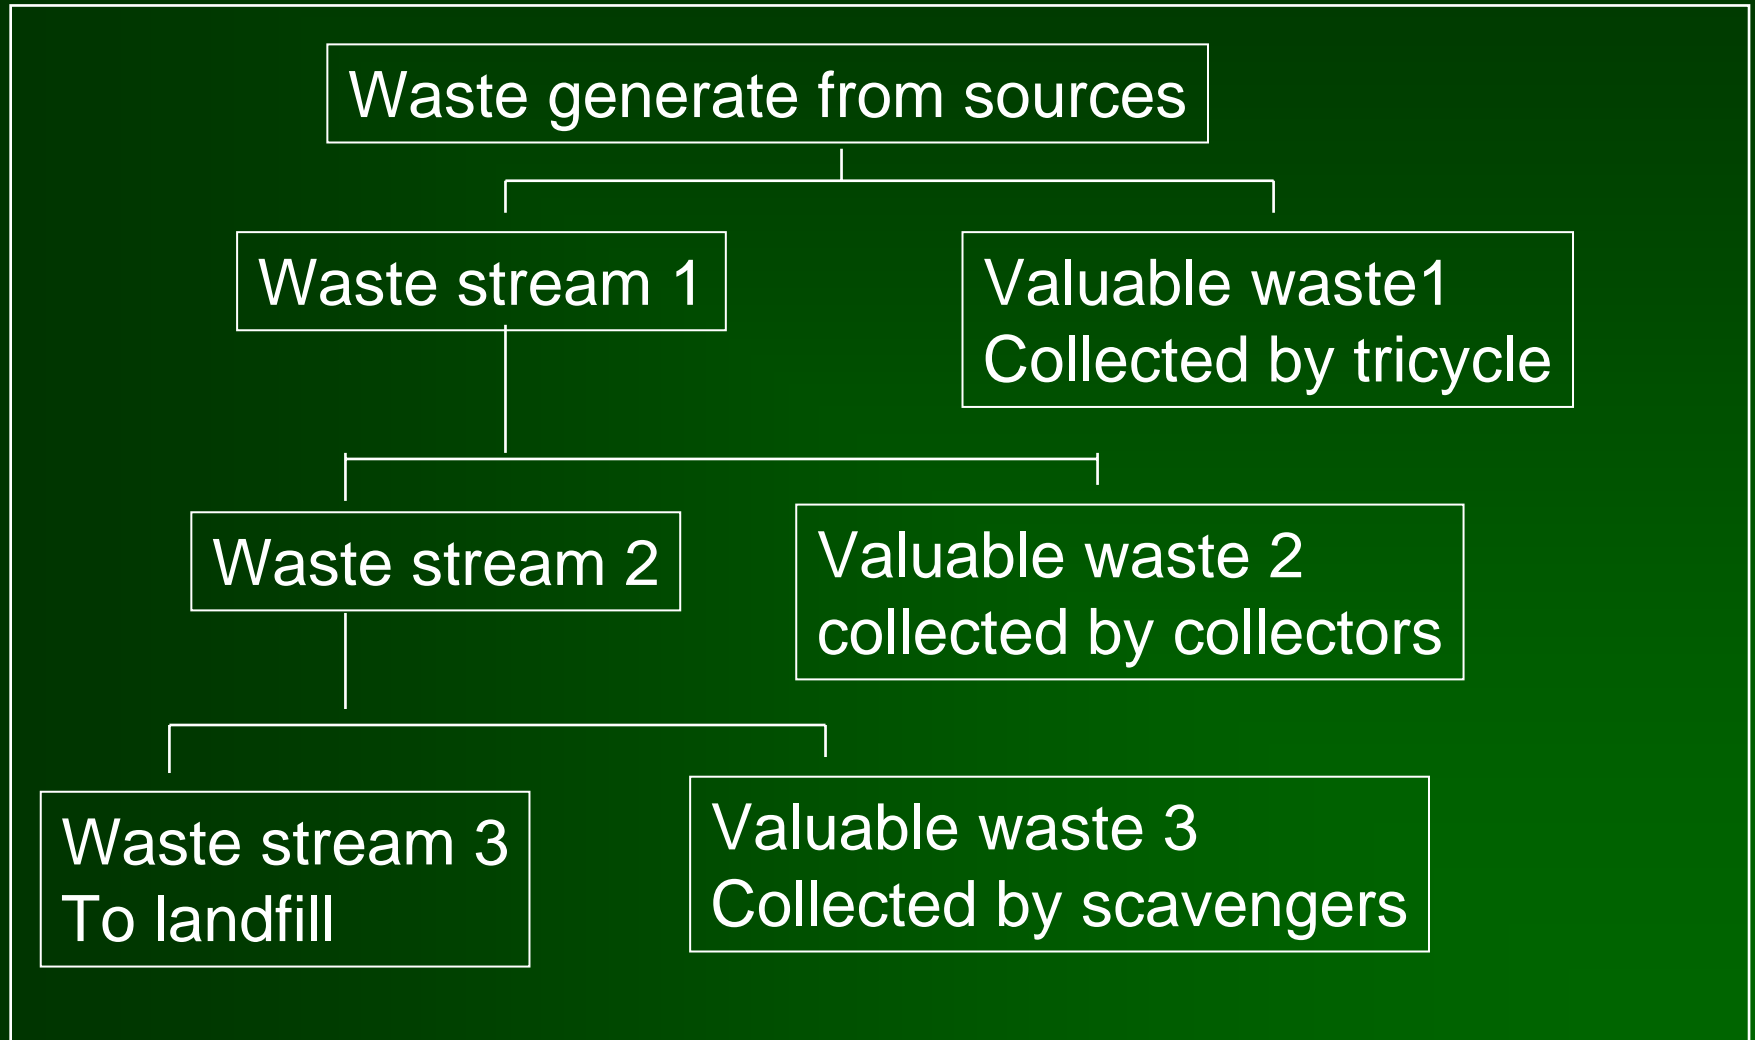 Waste generate from sources
Waste stream 1
Valuable waste1
Collected by tricycle
Waste stream 2
Valuable waste 2
collected by collectors
Waste stream 3
To landfill
Valuable waste 3
Collected by scavengers